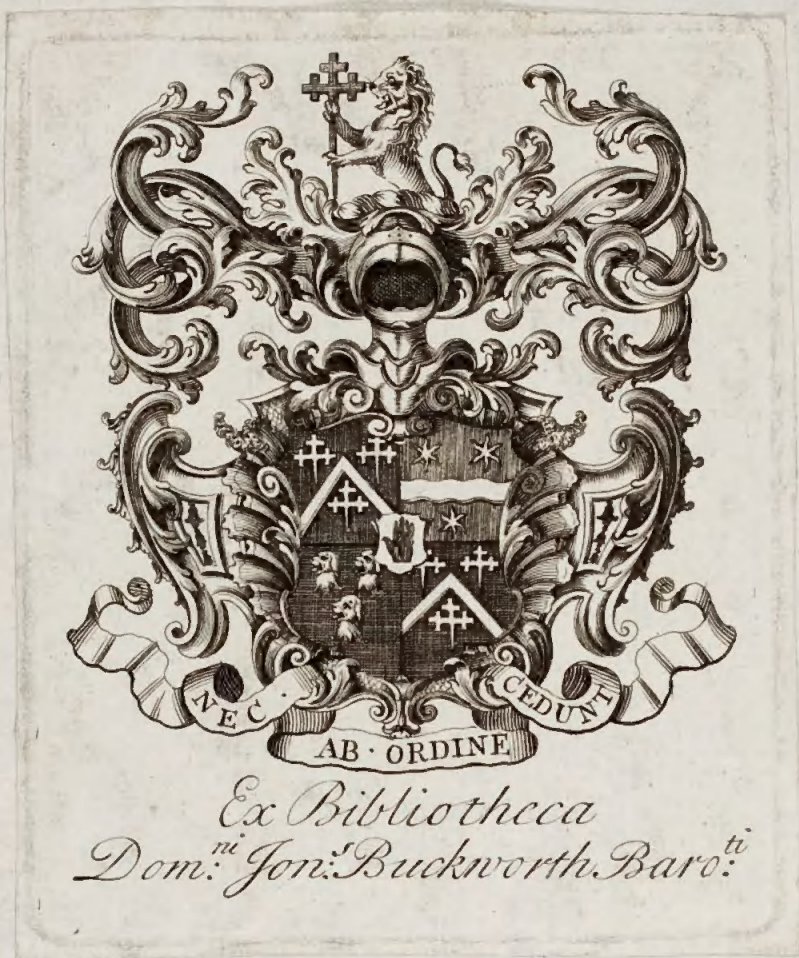 NEC · AB · ORDINE CEDUNT
Ex Bibliotheca
Dom:ⁿⁱ Jon:ˢ Buckworth Baro:ᵗⁱ